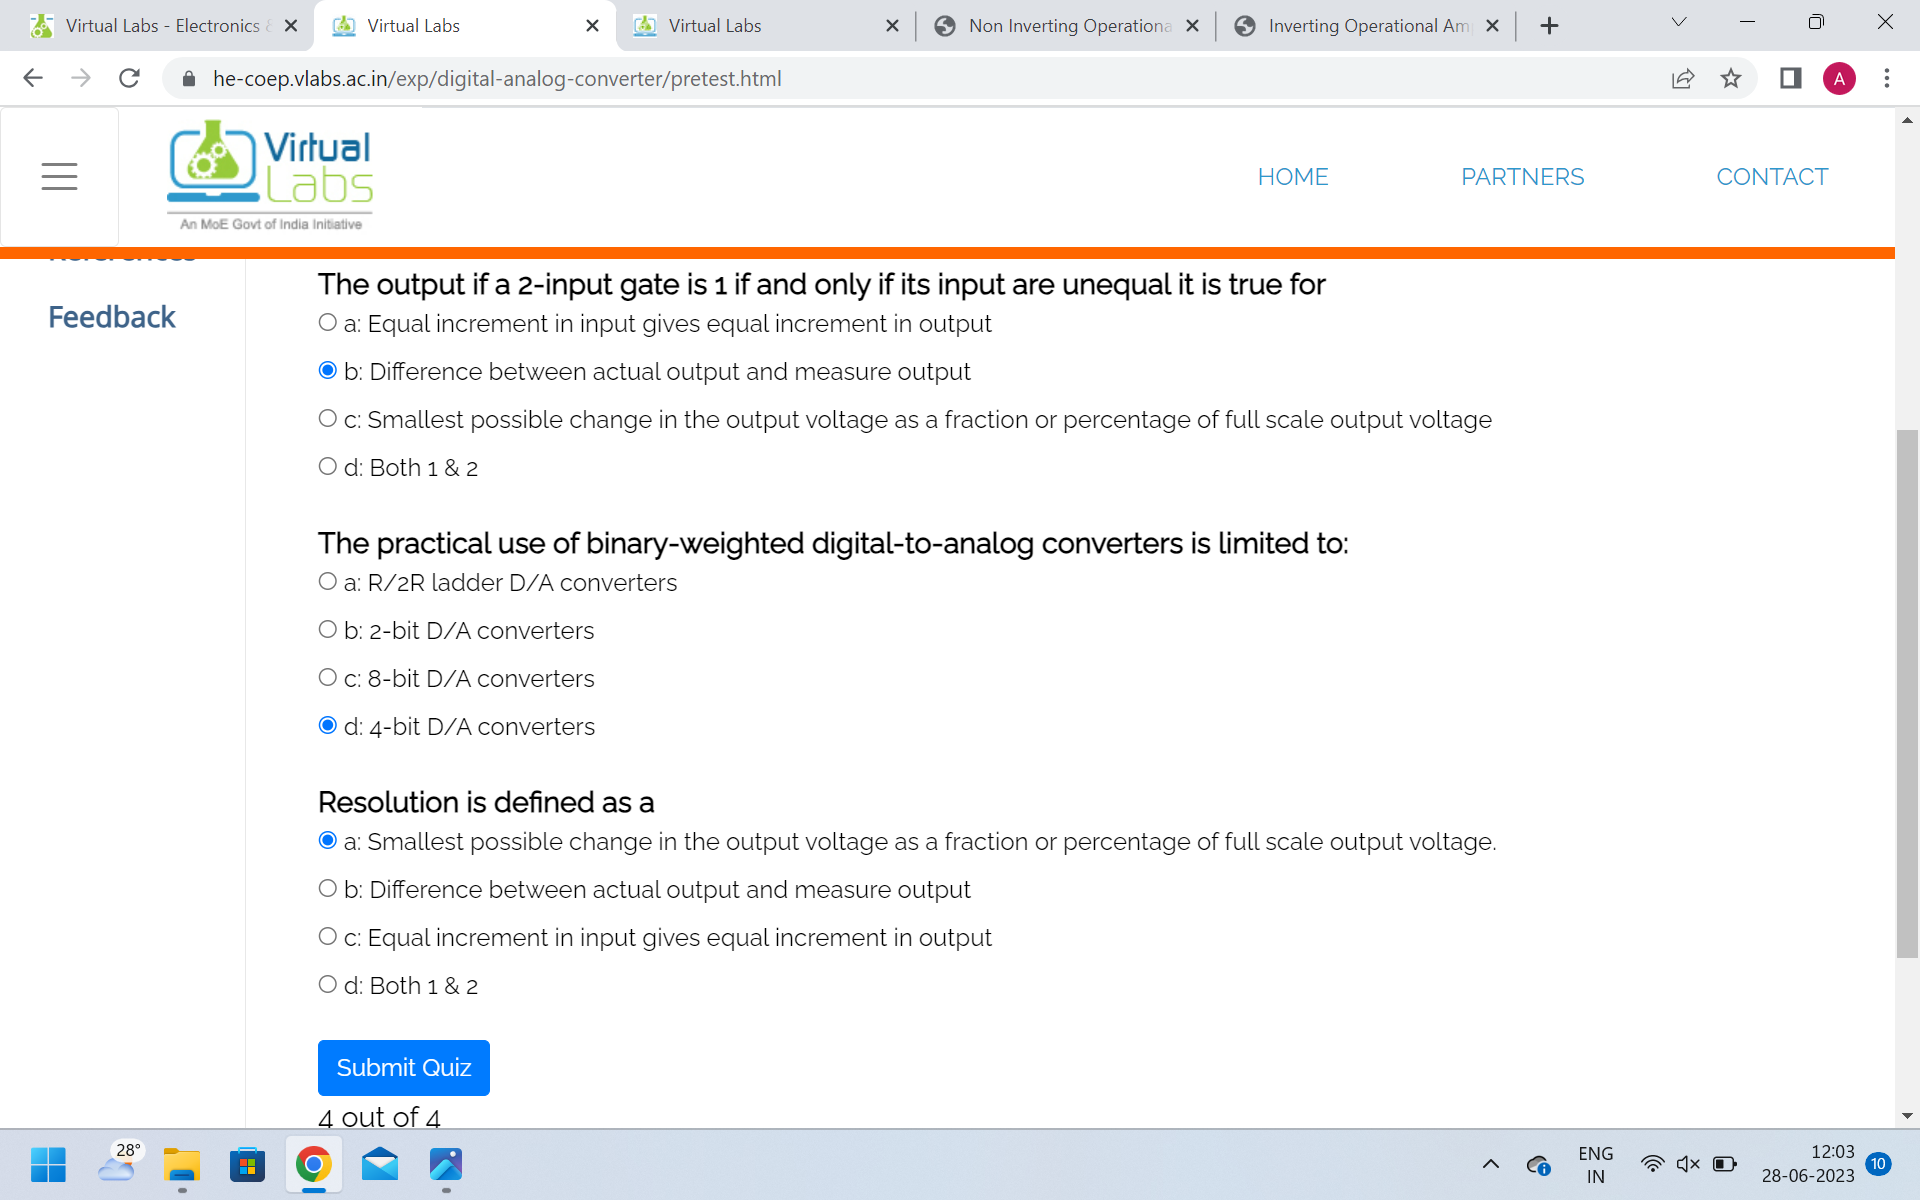 Virtual Labs - Electronics &
Virtual Labs
Virtual Labs
Non Inverting Operationa
Inverting Operational Am
he-coep.vlabs.ac.in/exp/digital-analog-converter/pretest.html
A
Virtual
Labs
An MoE Govt of India Initiative
HOME
PARTNERS
CONTACT
References
Feedback
The output if a 2-input gate is 1 if and only if its input are unequal it is true for
a: Equal increment in input gives equal increment in output
b: Difference between actual output and measure output
c: Smallest possible change in the output voltage as a fraction or percentage of full scale output voltage
d: Both 1 & 2
The practical use of binary-weighted digital-to-analog converters is limited to:
a: R/2R ladder D/A converters
b: 2-bit D/A converters
c: 8-bit D/A converters
d: 4-bit D/A converters
Resolution is defined as a
a: Smallest possible change in the output voltage as a fraction or percentage of full scale output voltage.
b: Difference between actual output and measure output
c: Equal increment in input gives equal increment in output
d: Both 1 & 2
Submit Quiz
4 out of 4
28°
ENG
IN
12:03
28-06-2023
10